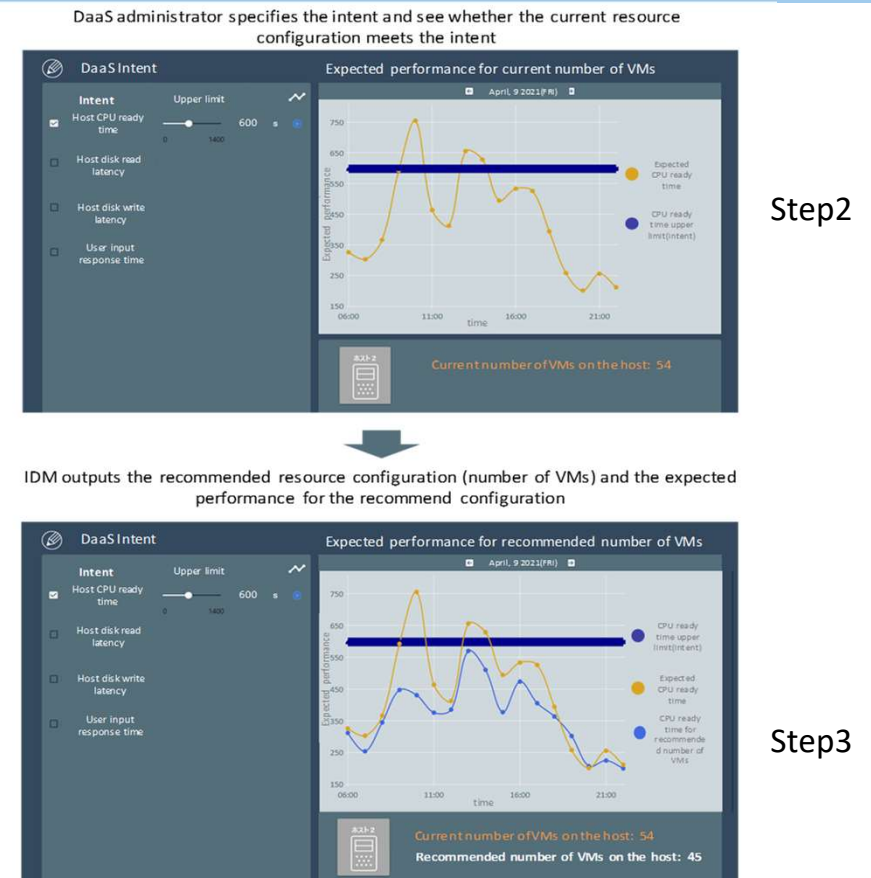 DaaS administrator specifies the intent and see whether the current resource
configuration meets the intent
DaaS Intent
Expected performance for current number of VMs
April, 9 2021(FRI)
Intent
Upper limit
Host CPU ready
time
600 s
0 1400
Host disk read
latency
Host disk write
latency
User input
response time
Expected performance
750
650
550
450
350
250
150
06:00 11:00 16:00 21:00
time
Expected
CPU ready
time
CPU ready
time upper
limit(intent)
ホスト2
Current number of VMs on the host: 54
Step2
IDM outputs the recommended resource configuration (number of VMs) and the expected
performance for the recommend configuration
DaaS Intent
Expected performance for recommended number of VMs
April, 9 2021(FRI)
Intent
Upper limit
Host CPU ready
time
600 s
0 1400
Host disk read
latency
Host disk write
latency
User input
response time
Expected performance
750
650
550
450
350
250
150
06:00 11:00 16:00 21:00
time
CPU ready
time upper
limit(intent)
Expected
CPU ready
time
CPU ready
time for
recommende
d number of
VMs
ホスト2
Current number of VMs on the host: 54
Recommended number of VMs on the host: 45
Step3